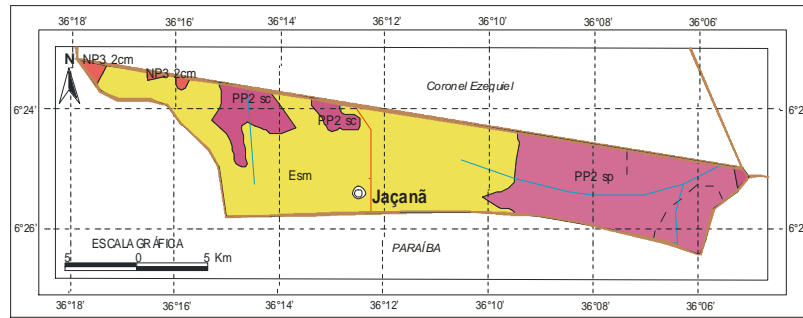 36°18' 36°16' 36°14' 36°12' 36°10' 36°08' 36°06'
NP3 2cm
N
NP3 2cm
Coronel Ezequiel
PP2 sc
6°24' 6°2
PP2 sc
Esm
PP2 sp
Jaçanã
6°26' 6°2
ESCALA GRÁFICA
PARAÍBA
5 0 5 Km
36°18' 36°16' 36°14' 36°12' 36°10' 36°08' 36°06'